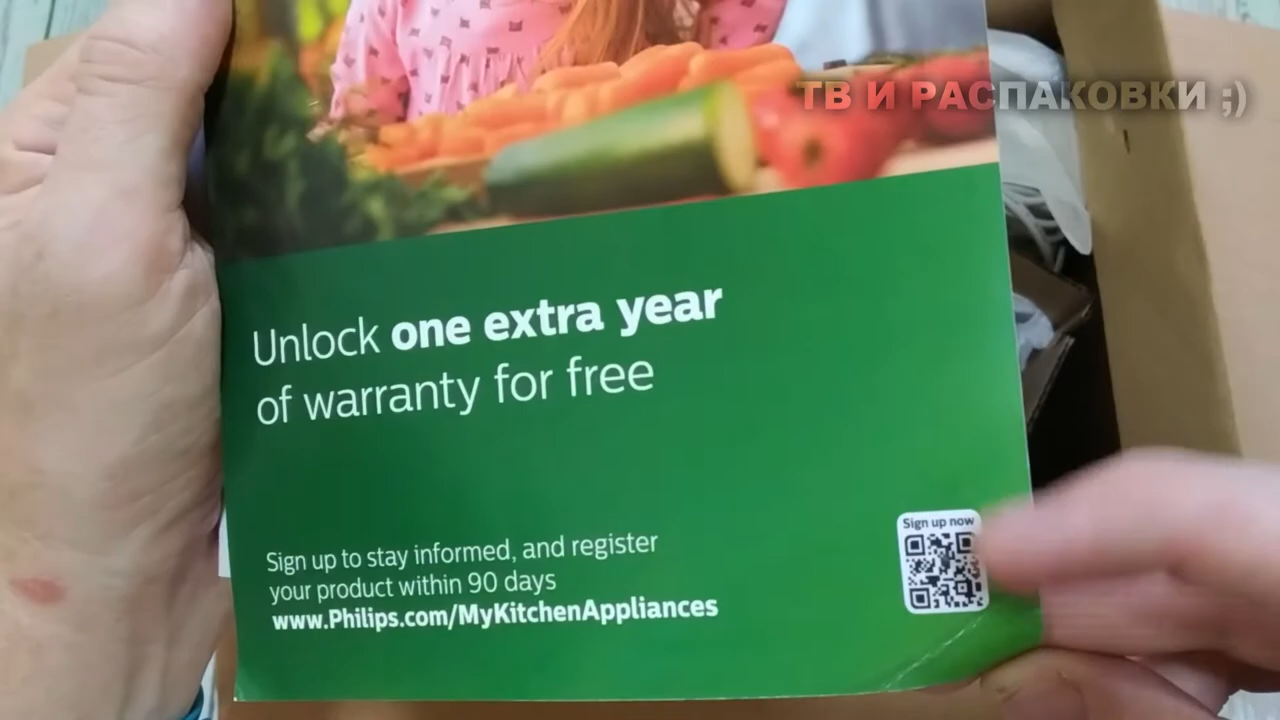 ТВ И РАСПАКОВКИ ;)
Unlock one extra year
of warranty for free
Sign up now
Sign up to stay informed, and register
your product within 90 days
www.Philips.com/MyKitchenAppliances